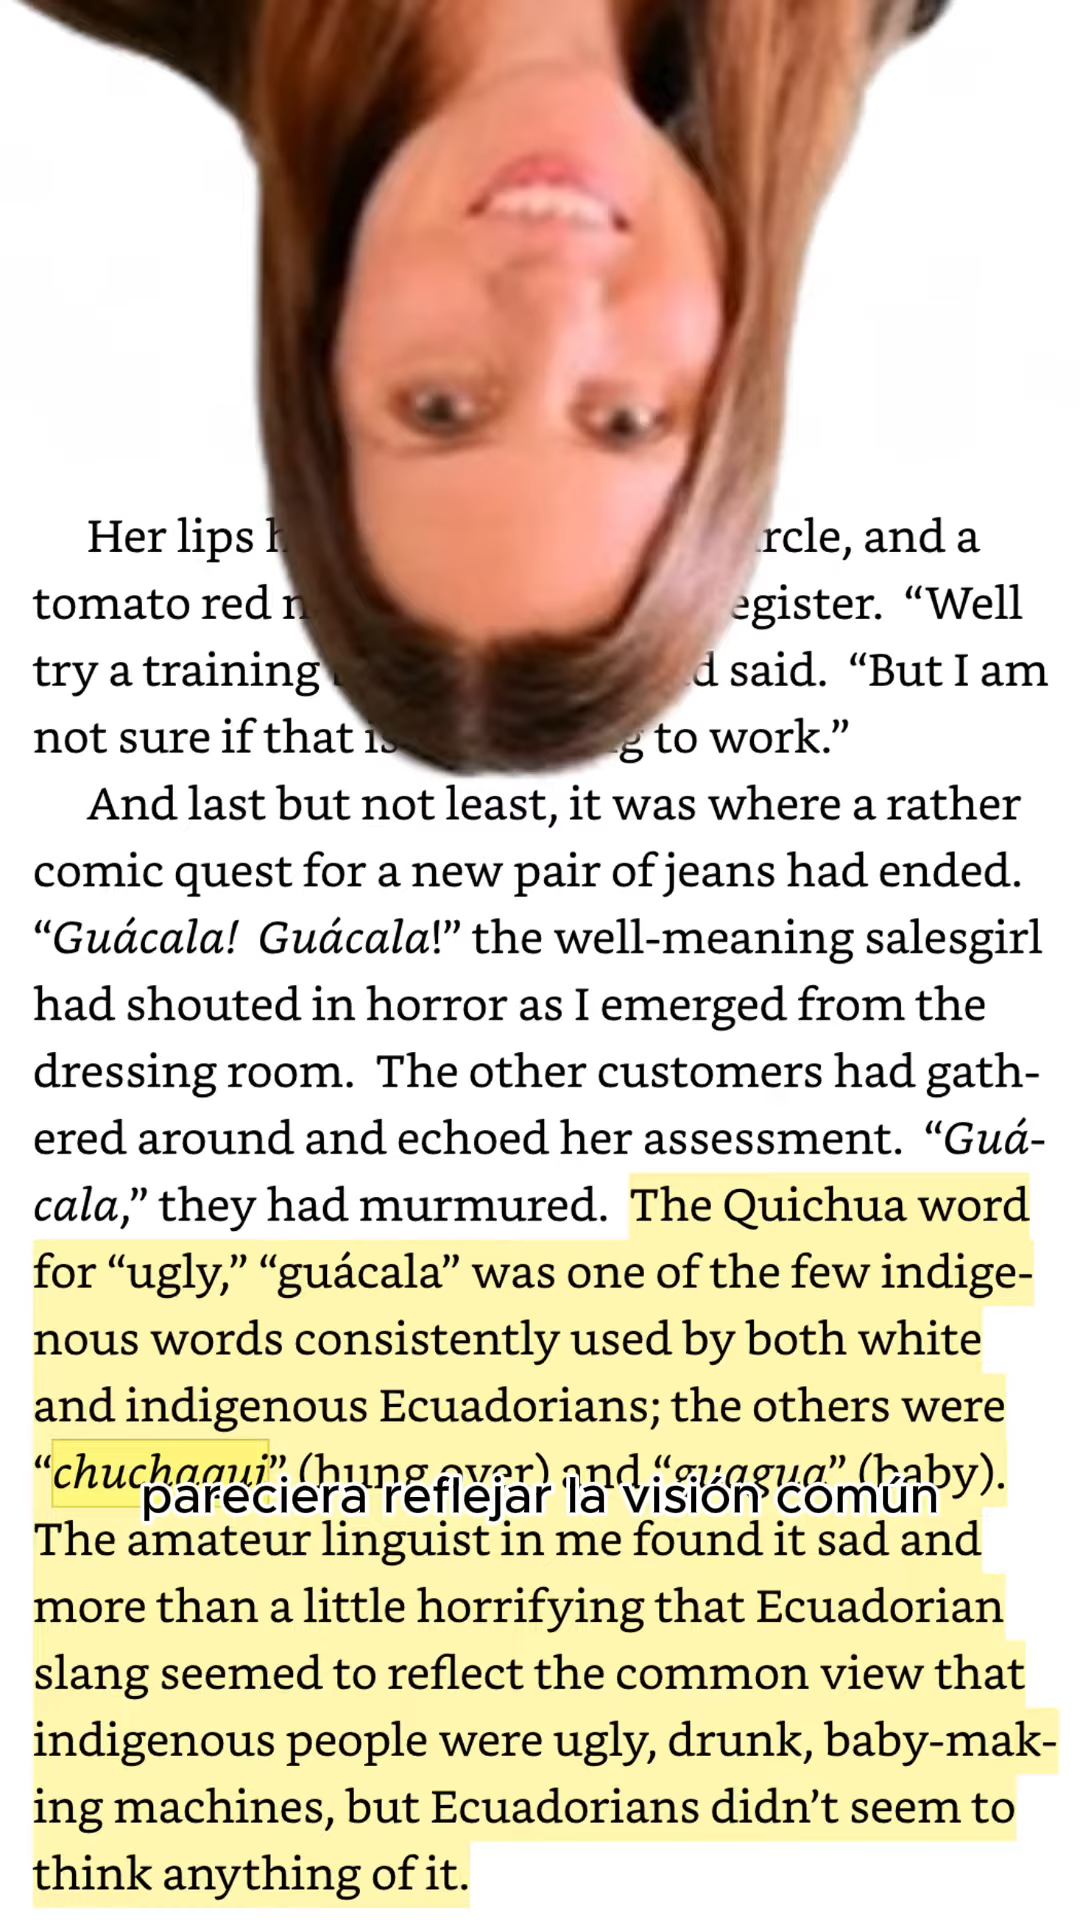 Her lips rcle, and a
tomato red egister. “Well
try a training said. “But I am
not sure if that to work.”
And last but not least, it was where a rather
comic quest for a new pair of jeans had ended.
“Guácala! Guácala!” the well-meaning salesgirl
had shouted in horror as I emerged from the
dressing room. The other customers had gath-
ered around and echoed her assessment. “Guá-
cala,” they had murmured. The Quichua word
for “ugly,” “guácala” was one of the few indige-
nous words consistently used by both white
and indigenous Ecuadorians; the others were
“chuchaqui” (hung over) and “guagua” (baby).
pareciera reflejar la visión común
The amateur linguist in me found it sad and
more than a little horrifying that Ecuadorian
slang seemed to reflect the common view that
indigenous people were ugly, drunk, baby-mak-
ing machines, but Ecuadorians didn’t seem to
think anything of it.